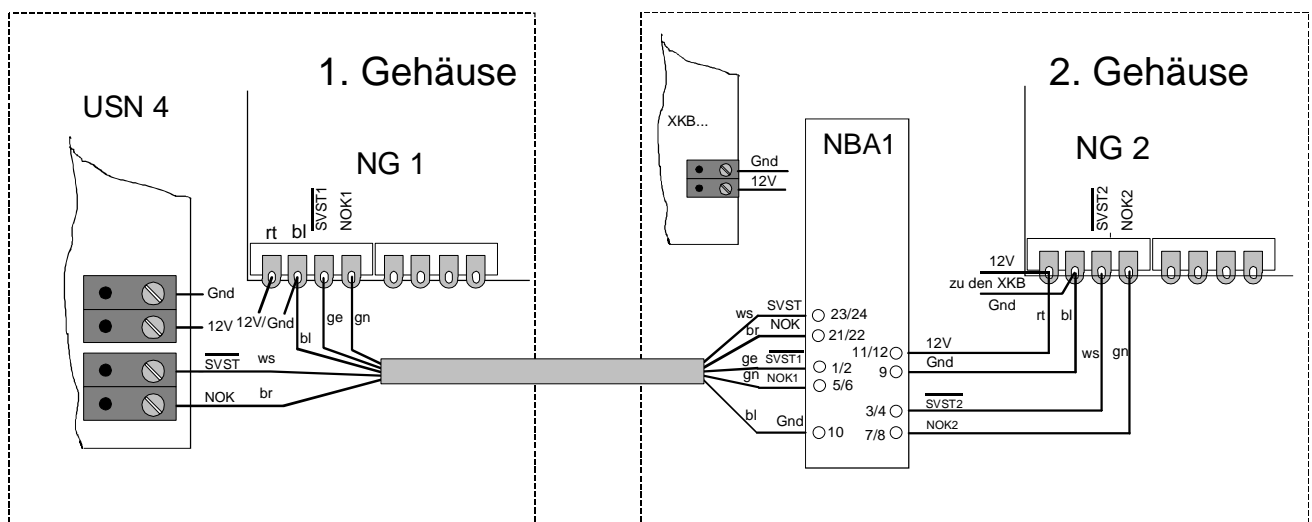 1. Gehäuse
USN 4
NG 1
rt bl SVST1 NOK1
Gnd
12V
12V/Gnd
bl ge gn
SVST ws
NOK br
2. Gehäuse
XKB...
Gnd
12V
NBA1
NG 2
SVST2 NOK2
12V
zu den XKB
Gnd
rt bl ws gn
ws SVST 23/24
br NOK 21/22
ge SVST1 1/2
gn NOK1 5/6
bl Gnd 10
11/12 12V
9 Gnd
3/4 SVST2
7/8 NOK2